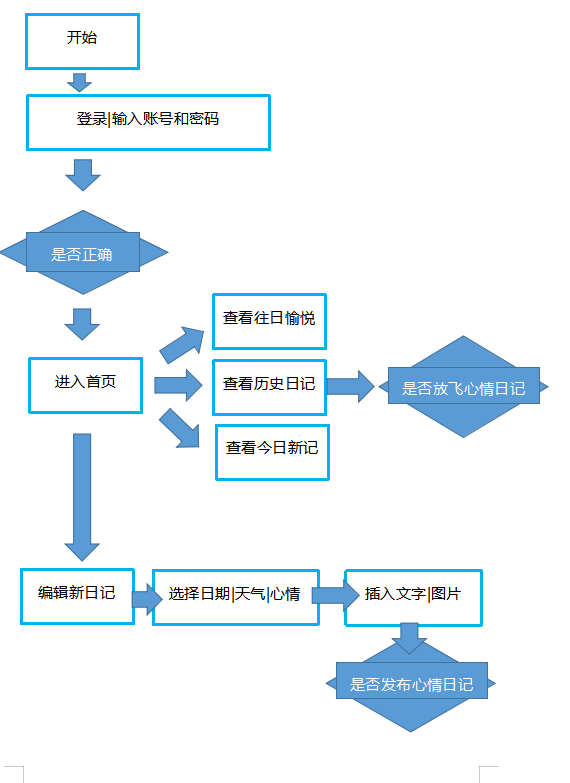 开始
登录|输入账号和密码
是否正确
查看往日愉悦
进入首页
查看历史日记
是否放飞心情日记
查看今日新记
编辑新日记
选择日期|天气|心情
插入文字|图片
是否发布心情日记